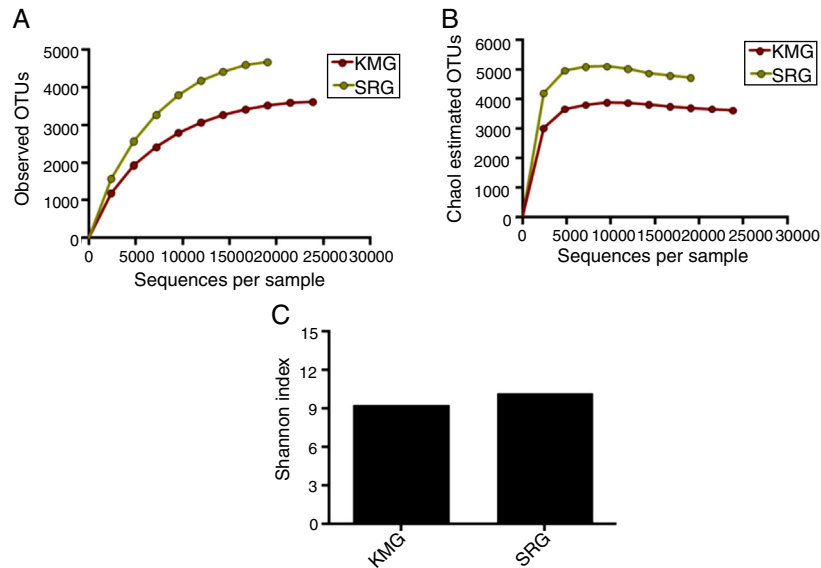 A
Observed OTUs
5000
4000
3000
2000
1000
0
0 5000 10000 15000 20000 25000 30000
Sequences per sample
KMG
SRG
B
Chaol estimated OTUs
6000
5000
4000
3000
2000
1000
0
0 5000 10000 15000 20000 25000 30000
Sequences per sample
KMG
SRG
C
Shannon index
15
12
9
6
3
0
KMG
SRG